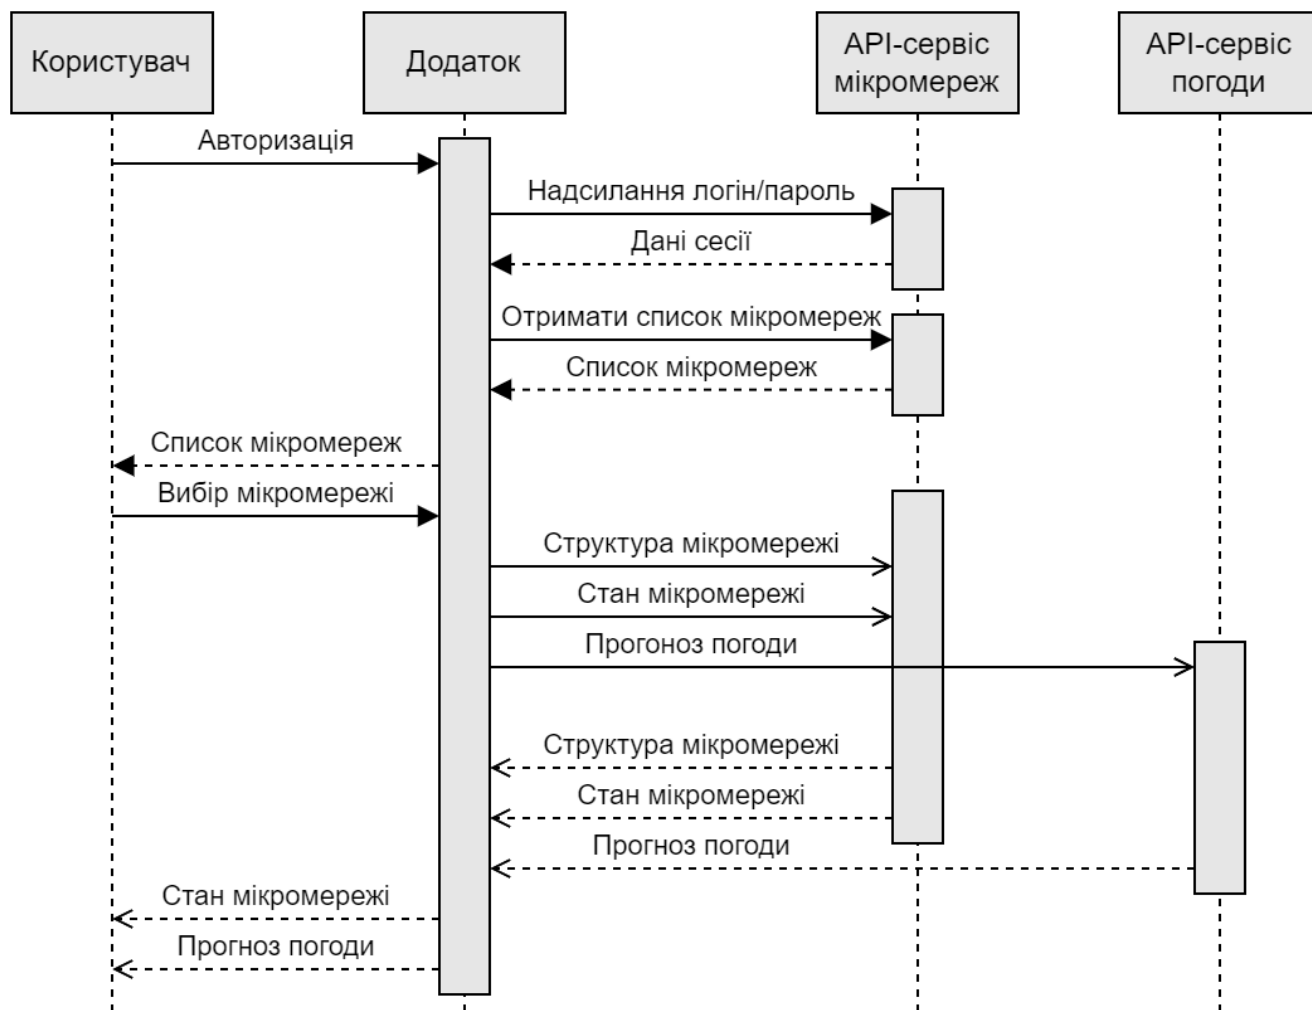 Користувач
Додаток
API-сервіс
мікромереж
API-сервіс
погоди
Авторизація
Надсилання логін/пароль
Дані сесії
Отримати список мікромереж
Список мікромереж
Список мікромереж
Вибір мікромережі
Структура мікромережі
Стан мікромережі
Прогоноз погоди
Структура мікромережі
Стан мікромережі
Прогноз погоди
Стан мікромережі
Прогноз погоди